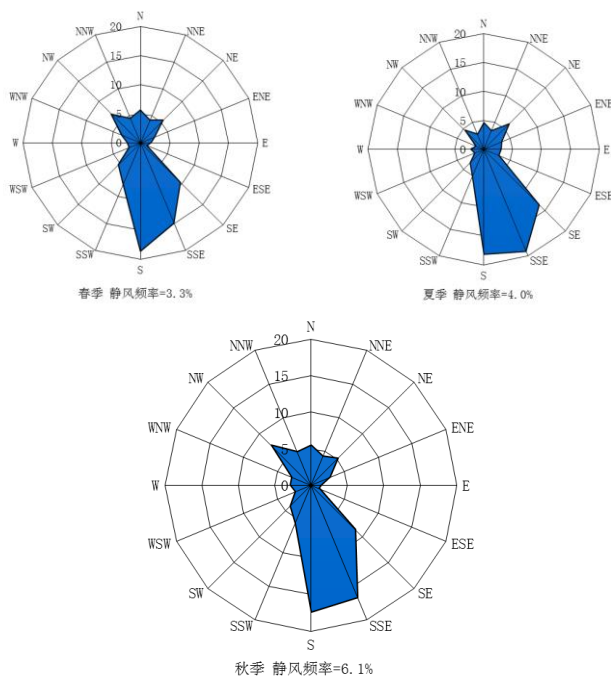 N
NNW
20
NNE
NW
15
NE
10
WNW
5
ENE
W
0
E
WSW
ESE
SW
SE
SSW
SSE
S
春季 静风频率=3.3%
N
NNW
20
NNE
NW
15
NE
10
WNW
5
ENE
W
0
E
WSW
ESE
SW
SE
SSW
SSE
S
夏季 静风频率=4.0%
N
NNW
20
NNE
NW
15
NE
10
WNW
5
ENE
W
0
E
WSW
ESE
SW
SE
SSW
SSE
S
秋季 静风频率=6.1%